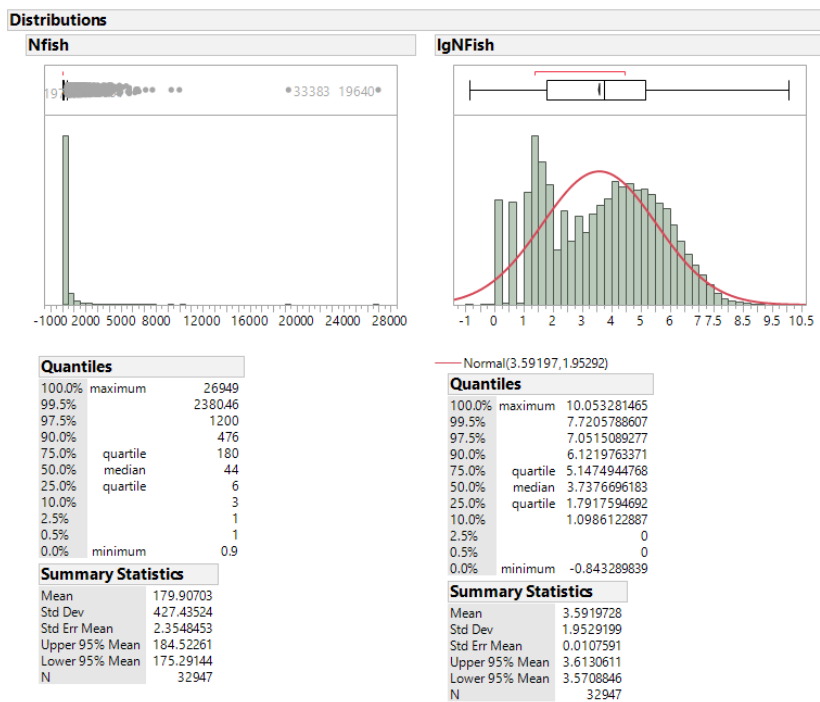 Distributions
Nfish
197
33383 19640
-1000 2000 5000 8000 12000 16000 20000 24000 28000
Quantiles
100.0% maximum 26949
99.5% 2380.46
97.5% 1200
90.0% 476
75.0% quartile 180
50.0% median 44
25.0% quartile 6
10.0% 3
2.5% 1
0.5% 1
0.0% minimum 0.9
Summary Statistics
Mean 179.90703
Std Dev 427.43524
Std Err Mean 2.3548453
Upper 95% Mean 184.52261
Lower 95% Mean 175.29144
N 32947
lgNFish
-1 0 1 2 3 4 5 6 7 7.5 8.5 9.5 10.5
Normal(3.59197,1.95292)
Quantiles
100.0% maximum 10.053281465
99.5% 7.7205788607
97.5% 7.0515089277
90.0% 6.1219763371
75.0% quartile 5.1474944768
50.0% median 3.7376696183
25.0% quartile 1.7917594692
10.0% 1.0986122887
2.5% 0
0.5% 0
0.0% minimum -0.843289839
Summary Statistics
Mean 3.5919728
Std Dev 1.9529199
Std Err Mean 0.0107591
Upper 95% Mean 3.6130611
Lower 95% Mean 3.5708846
N 32947